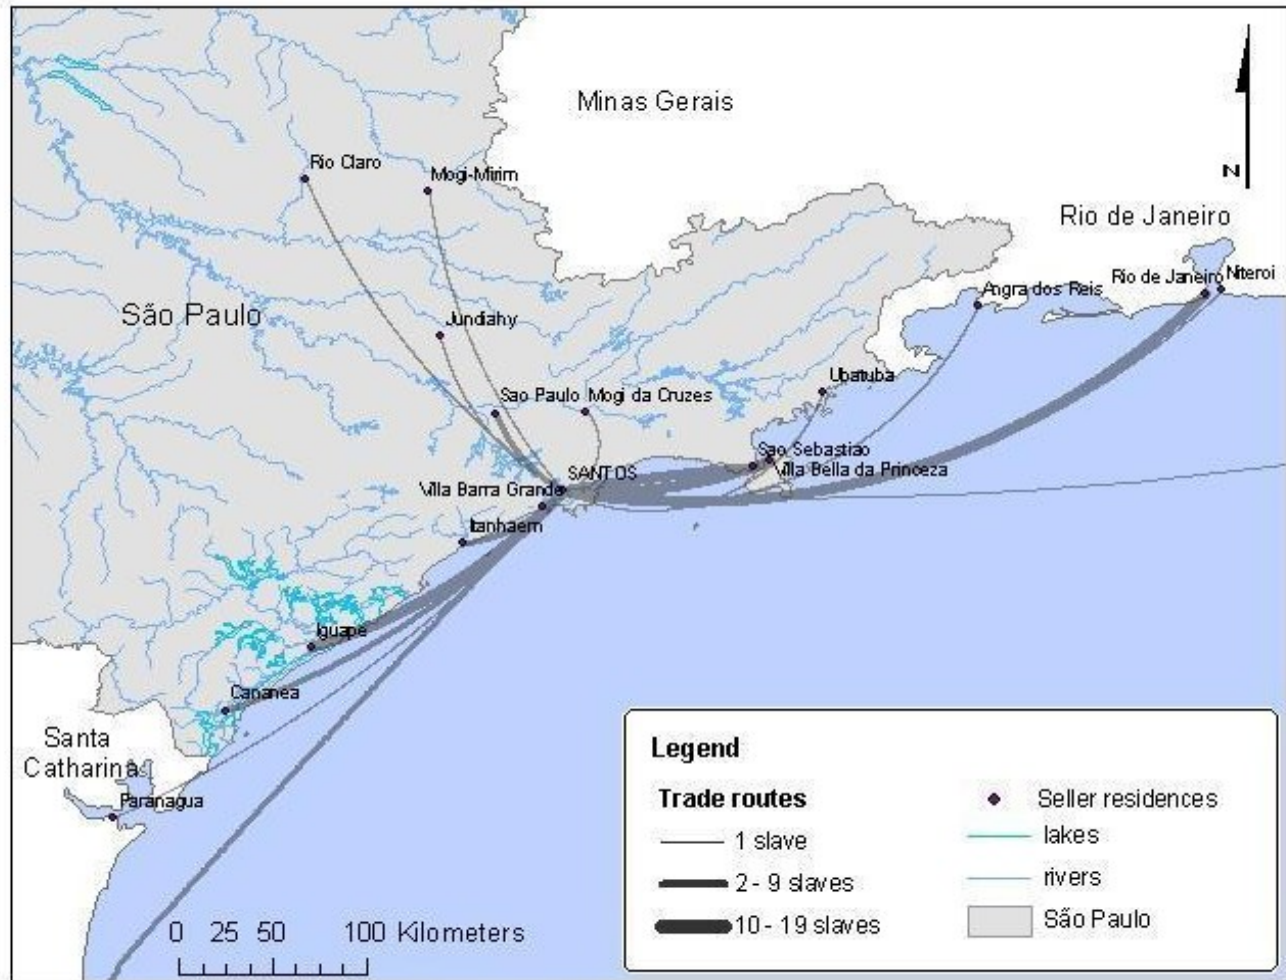 Minas Gerais
Rio Claro
Mogi-Mirim
N
Rio de Janeiro
Niteroi
Rio de Janeiro
Angra dos Reis
São Paulo
Jundiahy
Ubatuba
Sao Paulo
Mogi da Cruzes
Sao Sebastião
Villa Bella da Princeza
SANTOS
Villa Barra Grande
Itanhaem
Iguape
Cananea
Santa
Catharina
Paranagua
0 25 50 100 Kilometers
Legend
Trade routes
1 slave
2 - 9 slaves
10 - 19 slaves
Seller residences
lakes
rivers
São Paulo